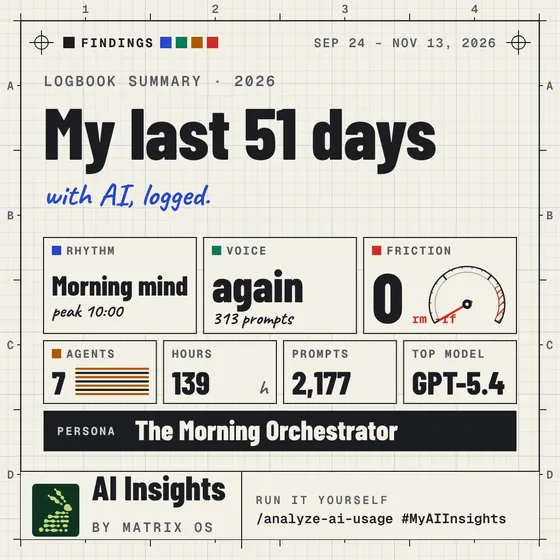 1 2 3 4
FINDINGS
SEP 24 – NOV 13, 2026
A A
LOGBOOK SUMMARY · 2026
My last 51 days
with AI, logged.
B B
RHYTHM
Morning mind
peak 10:00
VOICE
again
313 prompts
FRICTION
0
rm -rf
C C
AGENTS
7
HOURS
139 h
PROMPTS
2,177
TOP MODEL
GPT-5.4
PERSONA The Morning Orchestrator
D D
AI Insights
BY MATRIX OS
RUN IT YOURSELF
/analyze-ai-usage #MyAIInsights